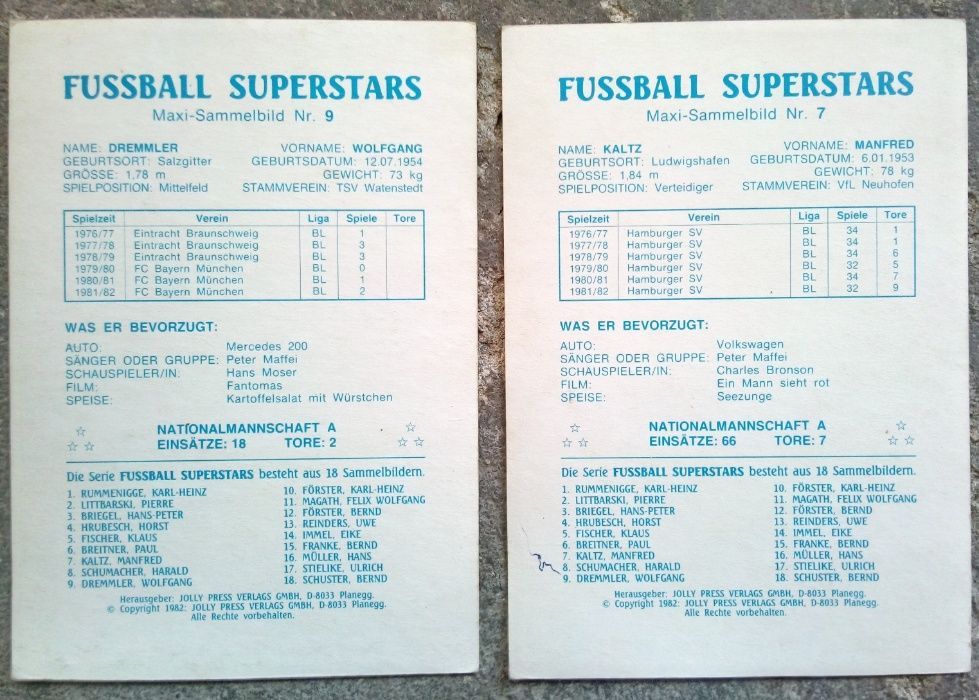 FUSSBALL SUPERSTARS
Maxi-Sammelbild Nr. 9
NAME: DREMMLER VORNAME: WOLFGANG
GEBURTSORT: Salzgitter GEBURTSDATUM: 12.07.1954
GRÖSSE: 1,78 m GEWICHT: 73 kg
SPIELPOSITION: Mittelfeld STAMMVEREIN: TSV Watenstedt
Spielzeit Verein Liga Spiele Tore
1976/77 Eintracht Braunschweig BL 1
1977/78 Eintracht Braunschweig BL 3
1978/79 Eintracht Braunschweig BL 3
1979/80 FC Bayern München BL 0
1980/81 FC Bayern München BL 1
1981/82 FC Bayern München BL 2
WAS ER BEVORZUGT:
AUTO: Mercedes 200
SÄNGER ODER GRUPPE: Peter Maffei
SCHAUSPIELER/IN: Hans Moser
FILM: Fantomas
SPEISE: Kartoffelsalat mit Würstchen
NATIONALMANNSCHAFT A
EINSÄTZE: 18 TORE: 2
Die Serie FUSSBALL SUPERSTARS besteht aus 18 Sammelbildern.
1. RUMMENIGGE, KARL-HEINZ
2. LITTBARSKI, PIERRE
3. BRIEGEL, HANS-PETER
4. HRUBESCH, HORST
5. FISCHER, KLAUS
6. BREITNER, PAUL
7. KALTZ, MANFRED
8. SCHUMACHER, HARALD
9. DREMMLER, WOLFGANG
10. FÖRSTER, KARL-HEINZ
11. MAGATH, FELIX WOLFGANG
12. FÖRSTER, BERND
13. REINDERS, UWE
14. IMMEL, EIKE
15. FRANKE, BERND
16. MÜLLER, HANS
17. STIELIKE, ULRICH
18. SCHUSTER, BERND
Herausgeber: JOLLY PRESS VERLAGS GMBH, D-8033 Planegg.
© Copyright 1982: JOLLY PRESS VERLAGS GMBH, D-8033 Planegg.
Alle Rechte vorbehalten.
FUSSBALL SUPERSTARS
Maxi-Sammelbild Nr. 7
NAME: KALTZ VORNAME: MANFRED
GEBURTSORT: Ludwigshafen GEBURTSDATUM: 6.01.1953
GRÖSSE: 1,84 m GEWICHT: 78 kg
SPIELPOSITION: Verteidiger STAMMVEREIN: VfL Neuhofen
Spielzeit Verein Liga Spiele Tore
1976/77 Hamburger SV BL 34 1
1977/78 Hamburger SV BL 34 1
1978/79 Hamburger SV BL 34 6
1979/80 Hamburger SV BL 32 5
1980/81 Hamburger SV BL 34 7
1981/82 Hamburger SV BL 32 9
WAS ER BEVORZUGT:
AUTO: Volkswagen
SÄNGER ODER GRUPPE: Peter Maffei
SCHAUSPIELER/IN: Charles Bronson
FILM: Ein Mann sieht rot
SPEISE: Seezunge
NATIONALMANNSCHAFT A
EINSÄTZE: 66 TORE: 7
Die Serie FUSSBALL SUPERSTARS besteht aus 18 Sammelbildern.
1. RUMMENIGGE, KARL-HEINZ
2. LITTBARSKI, PIERRE
3. BRIEGEL, HANS-PETER
4. HRUBESCH, HORST
5. FISCHER, KLAUS
6. BREITNER, PAUL
7. KALTZ, MANFRED
8. SCHUMACHER, HARALD
9. DREMMLER, WOLFGANG
10. FÖRSTER, KARL-HEINZ
11. MAGATH, FELIX WOLFGANG
12. FÖRSTER, BERND
13. REINDERS, UWE
14. IMMEL, EIKE
15. FRANKE, BERND
16. MÜLLER, HANS
17. STIELIKE, ULRICH
18. SCHUSTER, BERND
Herausgeber: JOLLY PRESS VERLAGS GMBH, D-8033 Planegg.
© Copyright 1982: JOLLY PRESS VERLAGS GMBH, D-8033 Planegg.
Alle Rechte vorbehalten.